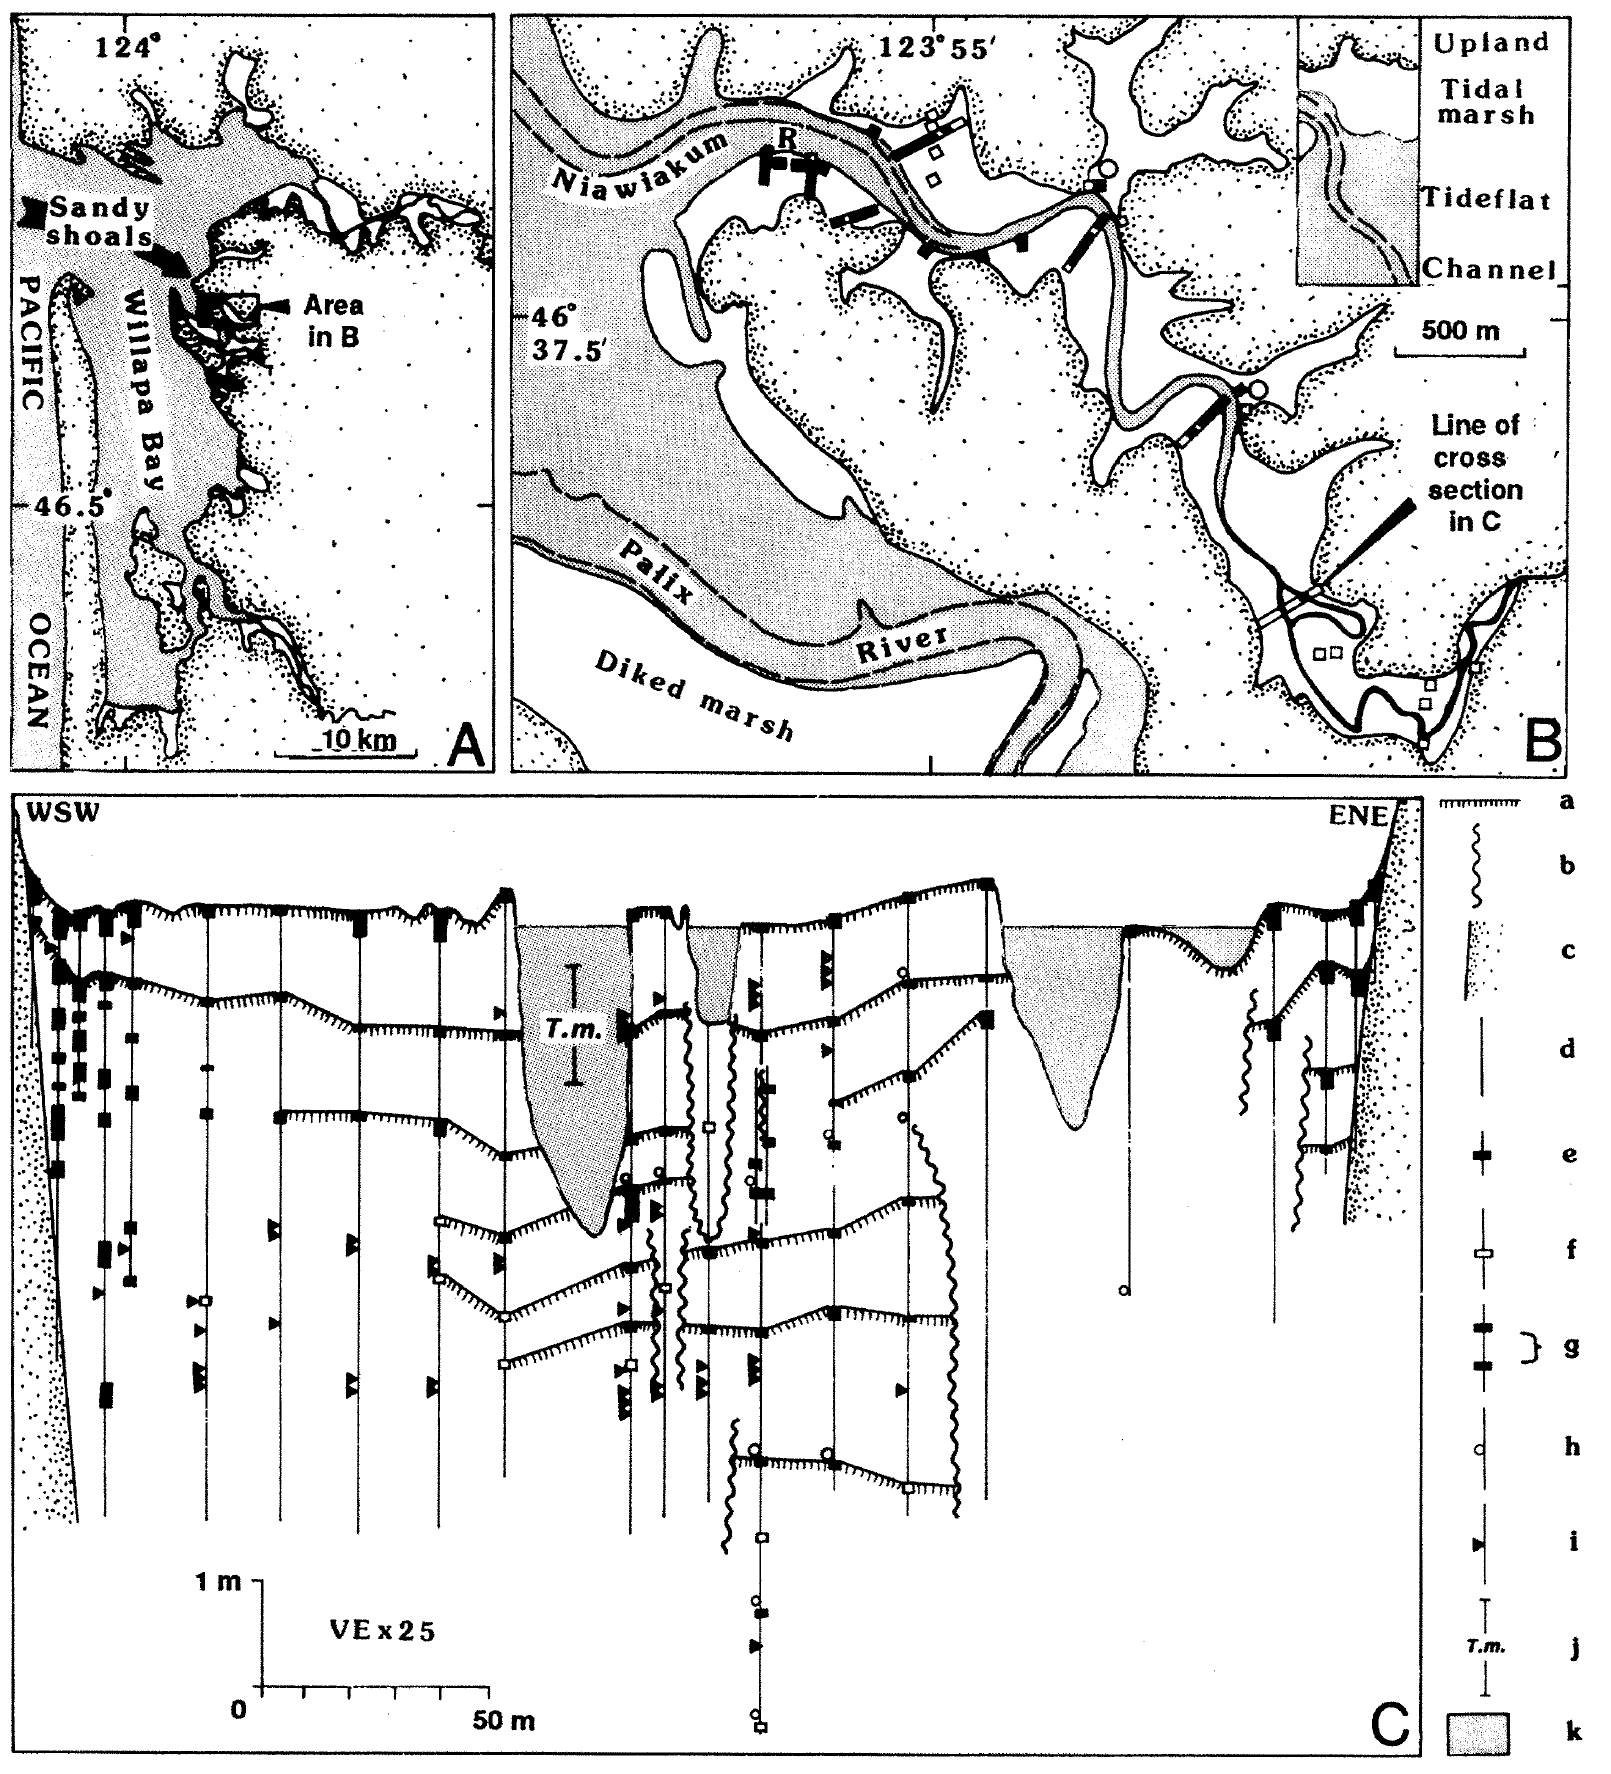 124°
Sandy
shoals
PACIFIC
OCEAN
Willapa Bay
Area
in B
46.5°
10 km
A
123°55′
Niawiakum
R
46°
37.5′
Palix
River
Diked marsh
Upland
Tidal
marsh
Tideflat
Channel
500 m
Line of
cross
section
in C
B
WSW
ENE
T.m.
1 m
VE x 25
0
50 m
C
a
b
c
d
e
f
g
h
i
T.m.
j
k